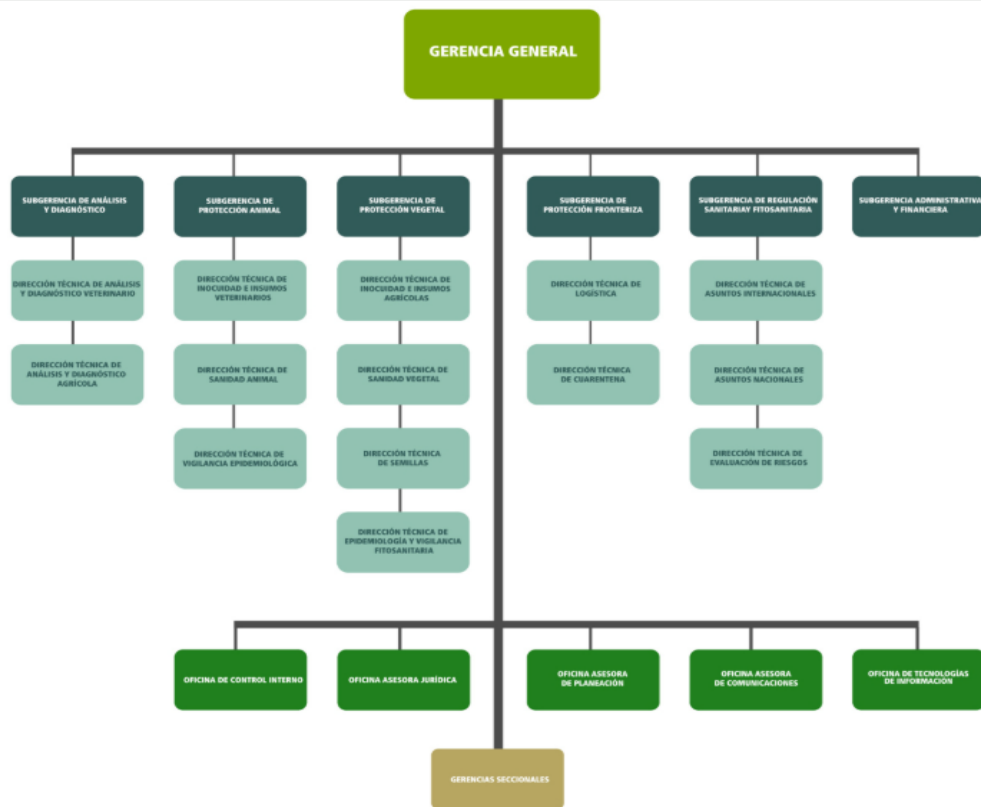 GERENCIA GENERAL
SUBGERENCIA DE ANÁLISIS
Y DIAGNÓSTICO
SUBGERENCIA DE
PROTECCIÓN ANIMAL
SUBGERENCIA DE
PROTECCIÓN VEGETAL
SUBGERENCIA DE
PROTECCIÓN FRONTERIZA
SUBGERENCIA DE REGULACIÓN
SANITARIAY FITOSANITARIA
SUBGERENCIA ADMINISTRATIVA
Y FINANCIERA
DIRECCIÓN TÉCNICA DE ANÁLISIS
Y DIAGNÓSTICO VETERINARIO
DIRECCIÓN TÉCNICA DE
INOCUIDAD E INSUMOS
VETERINARIOS
DIRECCIÓN TÉCNICA DE
INOCUIDAD E INSUMOS
AGRÍCOLAS
DIRECCIÓN TÉCNICA DE
LOGÍSTICA
DIRECCIÓN TÉCNICA DE
ASUNTOS INTERNACIONALES
DIRECCIÓN TÉCNICA DE
ANÁLISIS Y DIAGNÓSTICO
AGRÍCOLA
DIRECCIÓN TÉCNICA DE
SANIDAD ANIMAL
DIRECCIÓN TÉCNICA DE
SANIDAD VEGETAL
DIRECCIÓN TÉCNICA
DE CUARENTENA
DIRECCIÓN TÉCNICA DE
ASUNTOS NACIONALES
DIRECCIÓN TÉCNICA DE
VIGILANCIA EPIDEMIOLÓGICA
DIRECCIÓN TÉCNICA
DE SEMILLAS
DIRECCIÓN TÉCNICA DE
EVALUACIÓN DE RIESGOS
DIRECCIÓN TÉCNICA DE
EPIDEMIOLOGÍA Y VIGILANCIA
FITOSANITARIA
OFICINA DE CONTROL INTERNO
OFICINA ASESORA JURÍDICA
OFICINA ASESORA
DE PLANEACIÓN
OFICINA ASESORA
DE COMUNICACIONES
OFICINA DE TECNOLOGÍAS
DE INFORMACIÓN
GERENCIAS SECCIONALES